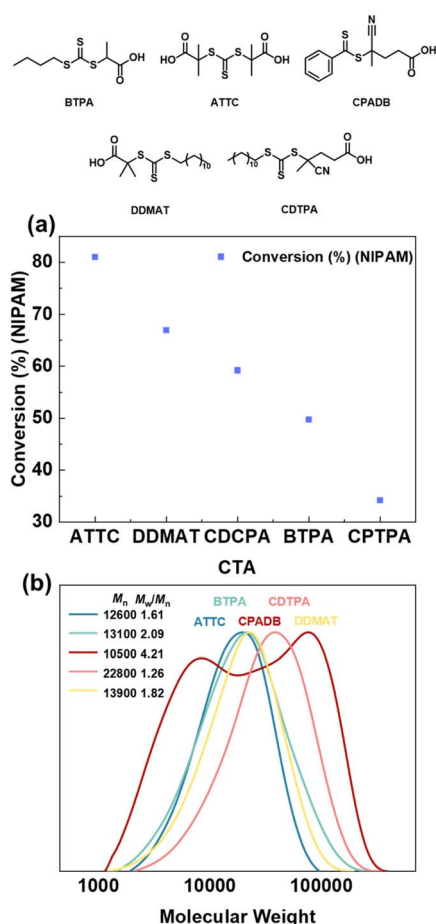 BTPA
ATTC
CPADB
DDMAT
CDTPA
(a)
Conversion (%) (NIPAM)
Conversion (%) (NIPAM)
80
70
60
50
40
30
ATTC DDMAT CDCPA BTPA CPTPA
CTA
(b)
Mn Mw/Mn
12600 1.61
13100 2.09
10500 4.21
22800 1.26
13900 1.82
BTPA CDTPA
ATTC CPADB DDMAT
1000 10000 100000
Molecular Weight